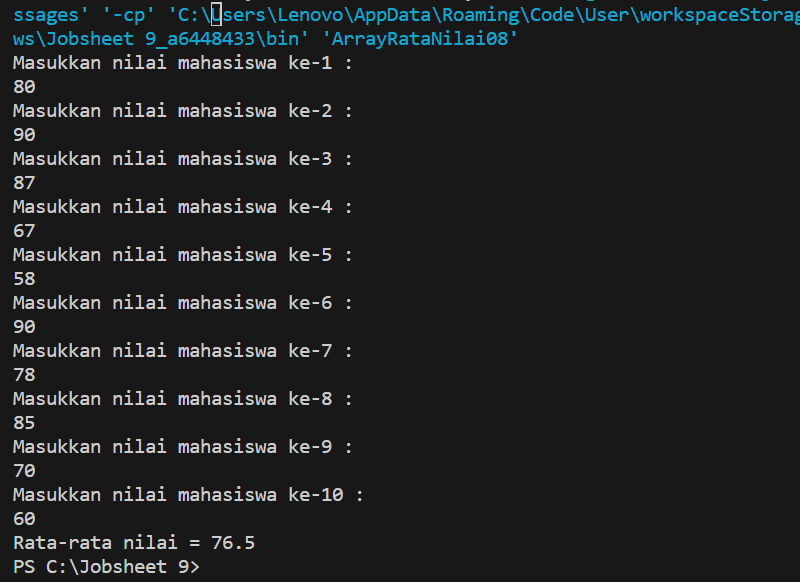 ssages' '-cp' 'C:\Users\Lenovo\AppData\Roaming\Code\User\workspaceStorag
ws\Jobsheet 9_a6448433\bin' 'ArrayRataNilai08'
Masukkan nilai mahasiswa ke-1 :
80
Masukkan nilai mahasiswa ke-2 :
90
Masukkan nilai mahasiswa ke-3 :
87
Masukkan nilai mahasiswa ke-4 :
67
Masukkan nilai mahasiswa ke-5 :
58
Masukkan nilai mahasiswa ke-6 :
90
Masukkan nilai mahasiswa ke-7 :
78
Masukkan nilai mahasiswa ke-8 :
85
Masukkan nilai mahasiswa ke-9 :
70
Masukkan nilai mahasiswa ke-10 :
60
Rata-rata nilai = 76.5
PS C:\Jobsheet 9>